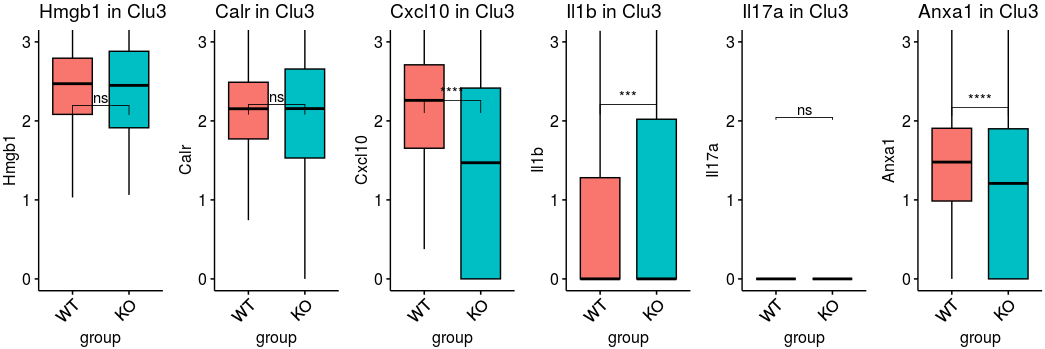 Hmgb1 in Clu3
Hmgb1
3
2
1
0
ns
WT
KO
group
Calr in Clu3
Calr
3
2
1
0
ns
WT
KO
group
Cxcl10 in Clu3
Cxcl10
3
2
1
0
****
WT
KO
group
Il1b in Clu3
Il1b
3
2
1
0
***
WT
KO
group
Il17a in Clu3
Il17a
3
2
1
0
ns
WT
KO
group
Anxa1 in Clu3
Anxa1
3
2
1
0
****
WT
KO
group